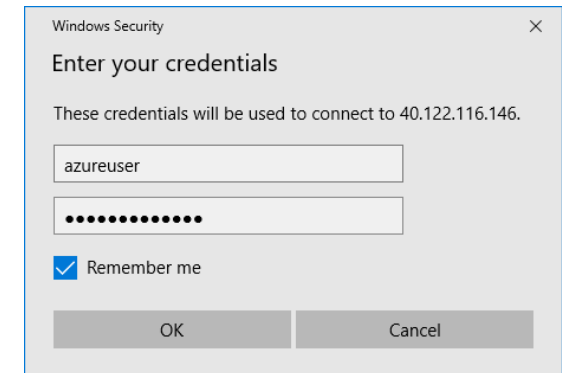 Windows Security
Enter your credentials
These credentials will be used to connect to 40.122.116.146.
azureuser
●●●●●●●●●●●●●
Remember me
OK
Cancel